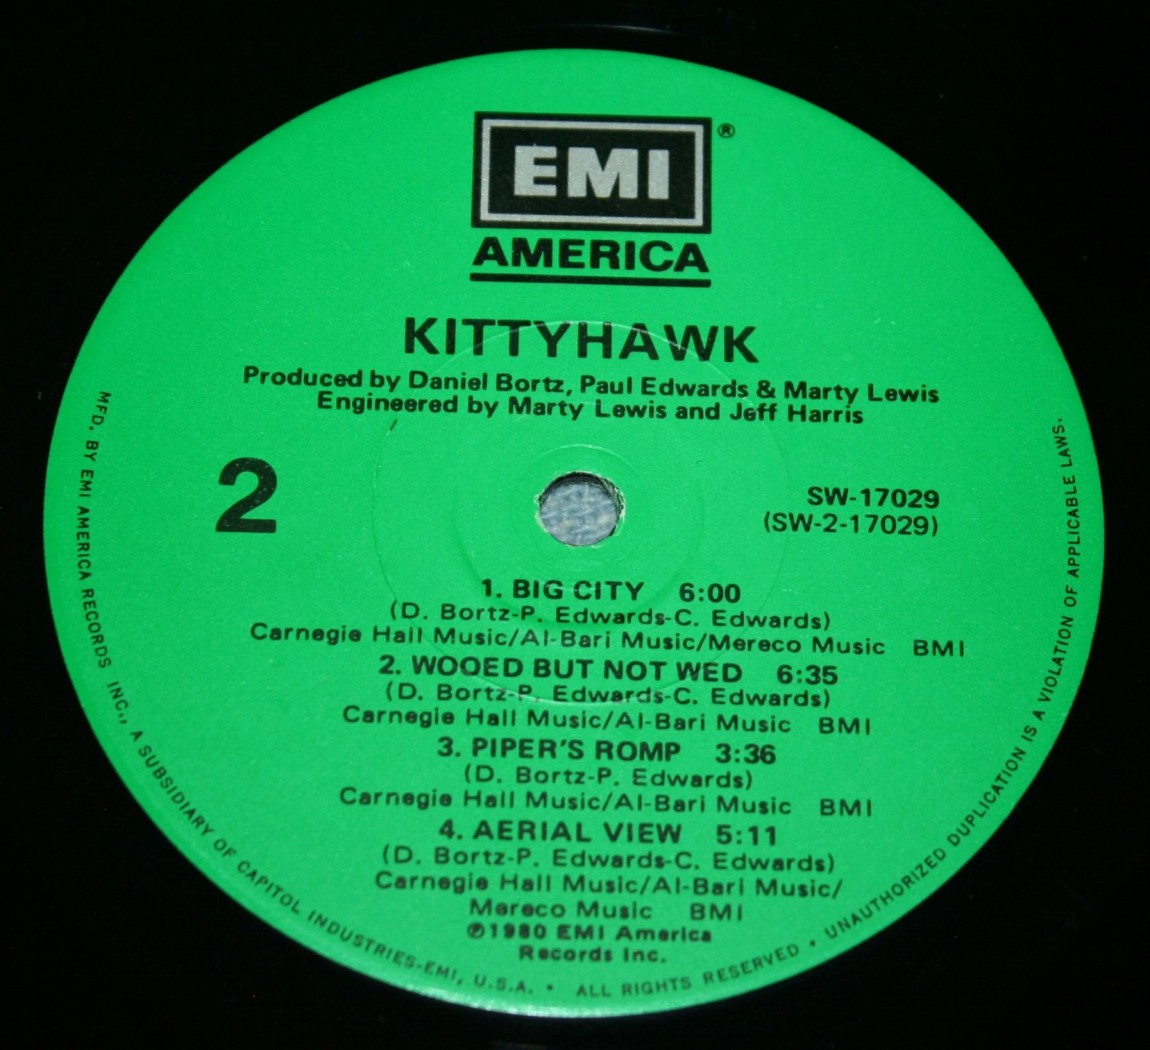 EMI
®
AMERICA
KITTYHAWK
Produced by Daniel Bortz, Paul Edwards & Marty Lewis
Engineered by Marty Lewis and Jeff Harris
2
SW-17029
(SW-2-17029)
1. BIG CITY 6:00
(D. Bortz-P. Edwards-C. Edwards)
Carnegie Hall Music/Al-Bari Music/Mereco Music BMI
2. WOOED BUT NOT WED 6:35
(D. Bortz-P. Edwards-C. Edwards)
Carnegie Hall Music/Al-Bari Music BMI
3. PIPER'S ROMP 3:36
(D. Bortz-P. Edwards)
Carnegie Hall Music/Al-Bari Music BMI
4. AERIAL VIEW 5:11
(D. Bortz-P. Edwards-C. Edwards)
Carnegie Hall Music/Al-Bari Music/
Mereco Music BMI
℗1980 EMI America
Records Inc.
MFD. BY EMI AMERICA RECORDS INC., A SUBSIDIARY OF CAPITOL INDUSTRIES-EMI, U.S.A. • ALL RIGHTS RESERVED • UNAUTHORIZED DUPLICATION IS A VIOLATION OF APPLICABLE LAWS.